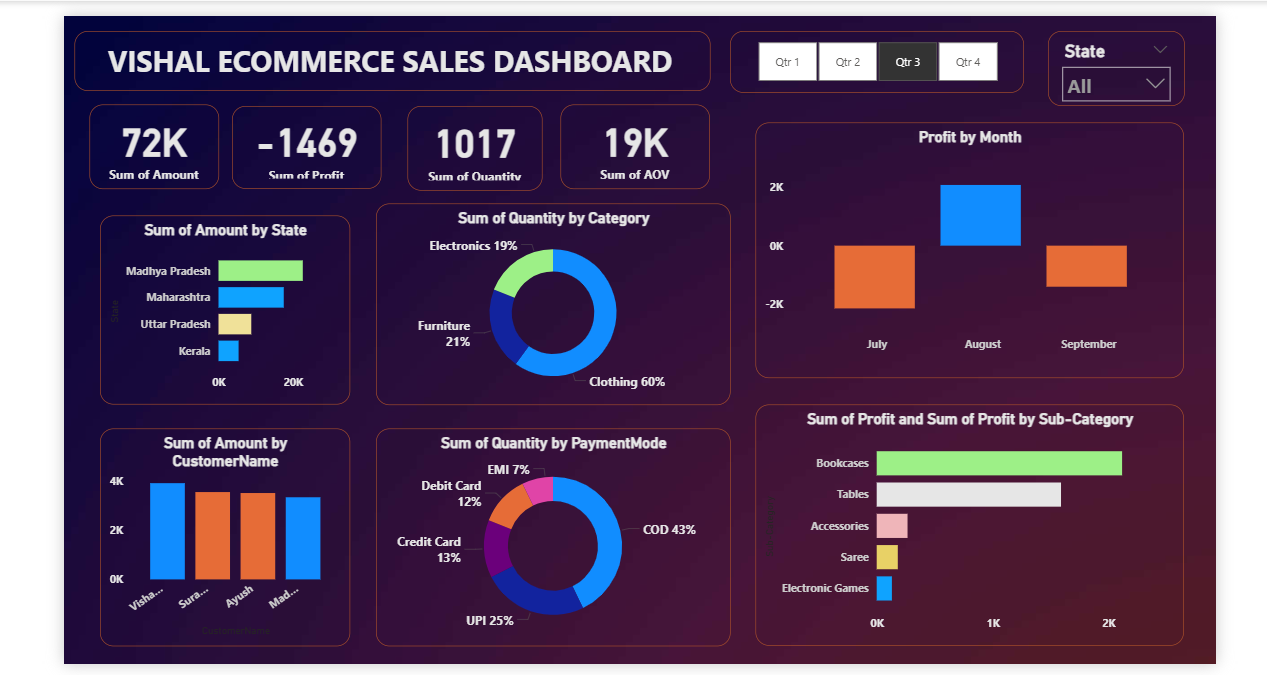 VISHAL ECOMMERCE SALES DASHBOARD
Qtr 1
Qtr 2
Qtr 3
Qtr 4
State
All
72K
Sum of Amount
-1469
Sum of Profit
1017
Sum of Quantity
19K
Sum of AOV
Profit by Month
2K
0K
-2K
July
August
September
Sum of Amount by State
State
Madhya Pradesh
Maharashtra
Uttar Pradesh
Kerala
0K
20K
Sum of Quantity by Category
Electronics 19%
Furniture
21%
Clothing 60%
Sum of Amount by
CustomerName
4K
2K
0K
Visha...
Sura...
Ayush
Mad...
CustomerName
Sum of Quantity by PaymentMode
EMI 7%
Debit Card
12%
Credit Card
13%
UPI 25%
COD 43%
Sum of Profit and Sum of Profit by Sub-Category
Bookcases
Tables
Accessories
Saree
Electronic Games
0K
1K
2K